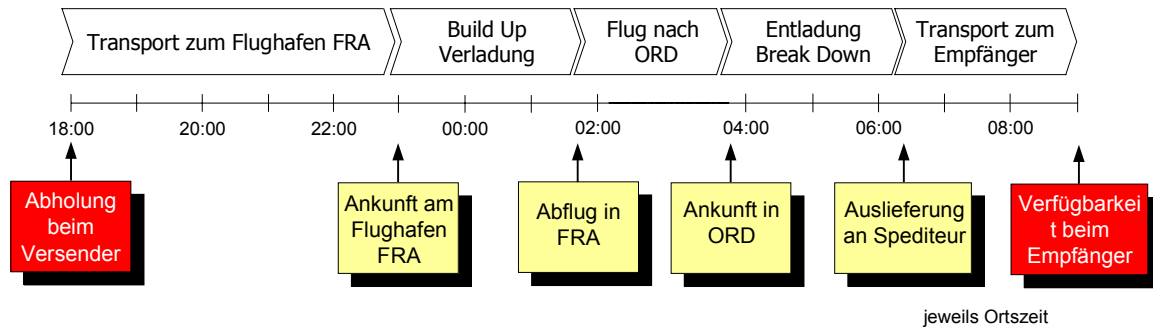 Transport zum Flughafen FRA
Build Up
Verladung
Flug nach
ORD
Entladung
Break Down
Transport zum
Empfänger
18:00
20:00
22:00
00:00
02:00
04:00
06:00
08:00
Abholung
beim
Versender
Ankunft am
Flughafen
FRA
Abflug in
FRA
Ankunft in
ORD
Auslieferung
an Spediteur
Verfügbarkei
t beim
Empfänger
jeweils Ortszeit